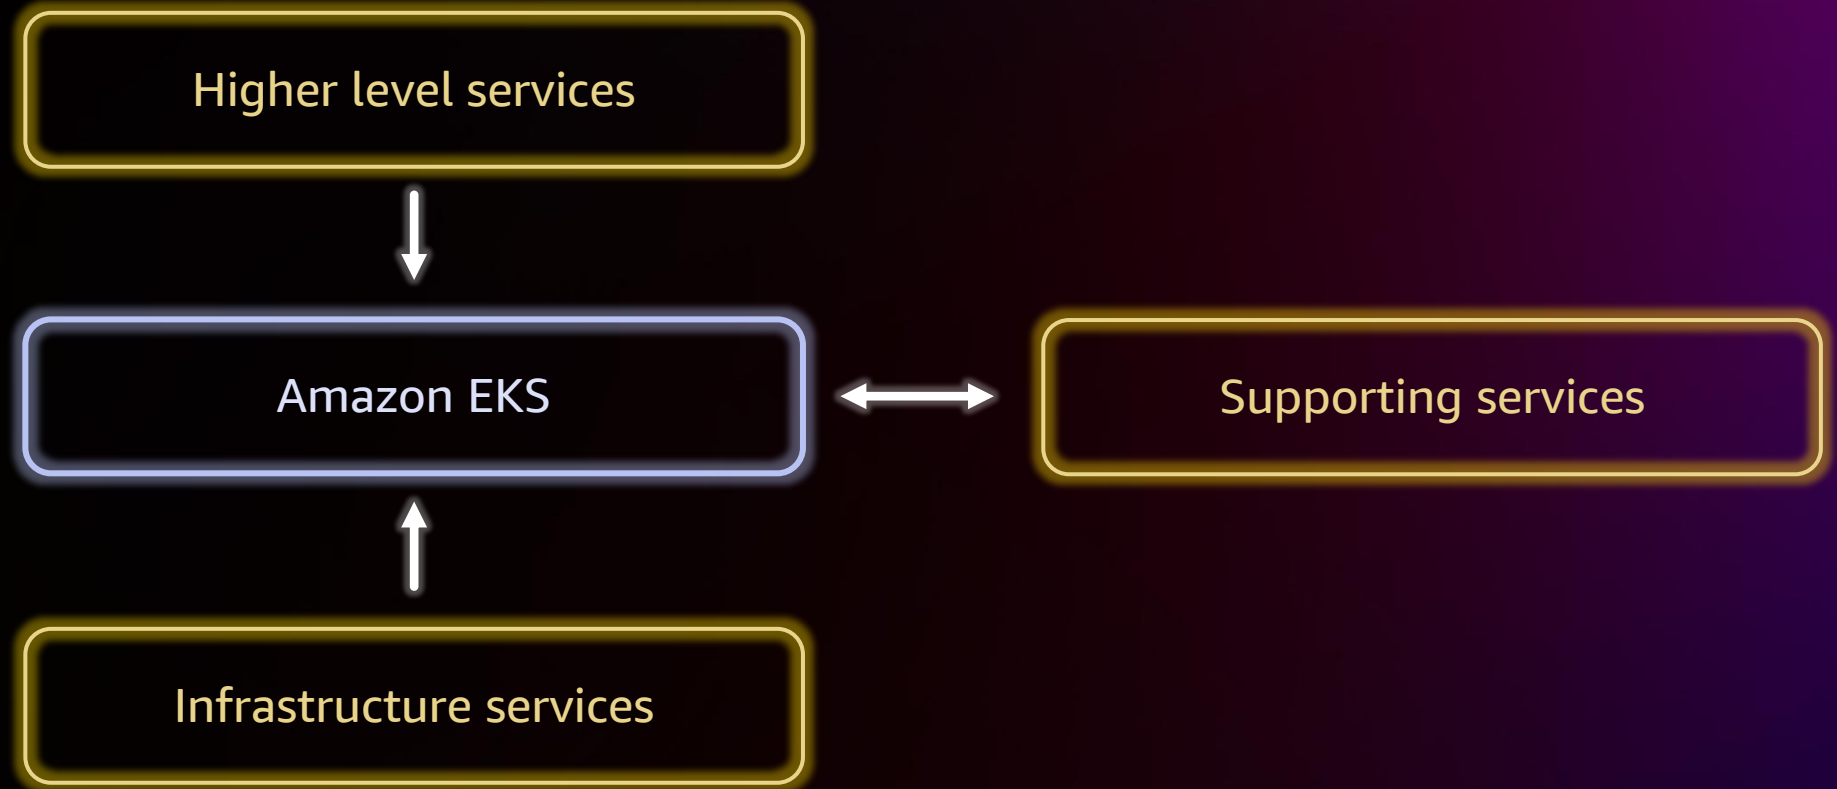 Higher level services
Amazon EKS
Supporting services
Infrastructure services